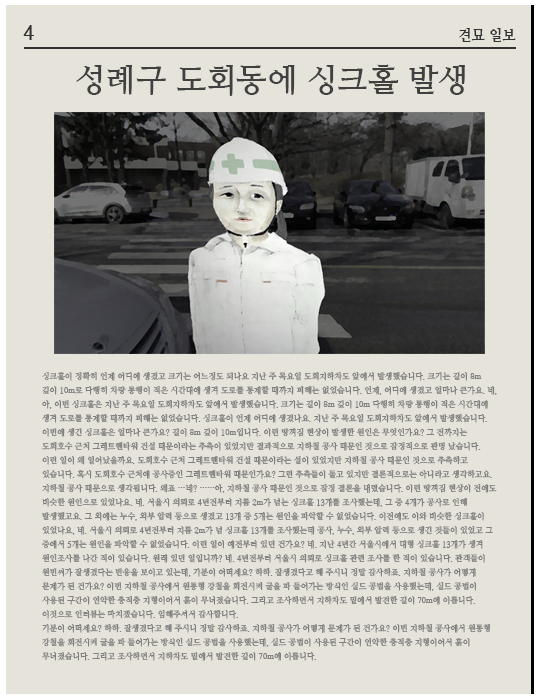 4
견묘 일보
성례구 도회동에 싱크홀 발생
싱크홀이 정확히 언제 어디에 생겼고 크기는 어느정도 되나요 지난 주 목요일 도회지하차도 앞에서 발생했습니다. 크기는 길이 8m
깊이 10m로 다행히 차량 통행이 적은 시간대에 생겨 도로를 통제할 때까지 피해는 없었습니다. 언제, 어디에 생겼고 얼마나 큰가요. 네,
아, 이번 싱크홀은 지난 주 목요일 도회지하차도 앞에서 발생했습니다. 크기는 길이 8m 깊이 10m 다행히 차량 통행이 적은 시간대에
생겨 도로를 통제할 때까지 피해는 없었습니다. 싱크홀이 언제 어디에 생겼나요. 지난 주 목요일 도회지하차도 앞에서 발생했습니다.
이번에 생긴 싱크홀은 얼마나 큰가요? 길이 8m 깊이 10m입니다. 이런 땅꺼짐 현상이 발생한 원인은 무엇인가요? 그 전까지는
도회호수 근처 그레트헨타워 건설 때문이라는 추측이 있었지만 결과적으로 지하철 공사 때문인 것으로 잠정적으로 판명 났습니다.
이런 일이 왜 일어났을까요. 도회호수 근처 그레트헨타워 건설 때문이라는 설이 있었지만 지하철 공사 때문인 것으로 추측하고
있습니다. 혹시 도회호수 근처에 공사중인 그레트헨타워 때문인가요? 그런 추측들이 돌고 있지만 결론적으로는 아니라고 생각하고요.
지하철 공사 때문으로 생각됩니다. 왜죠 …네? ……아, 지하철 공사 때문인 것으로 잠정 결론을 내렸습니다. 이런 땅꺼짐 현상이 전에도
비슷한 원인으로 있었나요. 네. 서울시 의뢰로 4년전부터 지름 2m가 넘는 싱크홀 13개를 조사했는데, 그 중 4개가 공사로 인해
발생했고요. 그 외에는 누수, 외부 압력 등으로 생겼고 13개 중 5개는 원인을 파악할 수 없었습니다. 이전에도 이와 비슷한 싱크홀이
있었나요. 네. 서울시 의뢰로 4년전부터 지름 2m가 넘 싱크홀 13개를 조사했는데 공사, 누수, 외부 압력 등으로 생긴 것들이 있었고 그
중에서 5개는 원인을 파악할 수 없었습니다. 이런 일이 예전부터 있던 건가요? 네. 지난 4년간 서울시에서 대형 싱크홀 13개가 생겨
원인조사를 나간 적이 있습니다. 원래 있던 일입니까? 네. 4년전부터 서울시 의뢰로 싱크홀 관련 조사를 한 적이 있습니다. 관객들이
원빈여가 잘생겼다는 반응을 보이고 있는데, 기분이 어떠세요? 하하. 잘생겼다고 해 주시니 정말 감사하죠. 지하철 공사가 어떻게
문제가 된 건가요? 이번 지하철 공사에서 원통형 강철을 회전시켜 굴을 파 들어가는 방식인 쉴드 공법을 사용했는데, 쉴드 공법이
사용된 구간이 연약한 충적층 지형이어서 흙이 무너졌습니다. 그리고 조사하면서 지하차도 밑에서 발견한 길이 70m에 이릅니다.
이것으로 인터뷰는 마치겠습니다. 임해주셔서 감사합니다.
기분이 어떠세요? 하하. 잘생겼다고 해 주시니 정말 감사하죠. 지하철 공사가 어떻게 문제가 된 건가요? 이번 지하철 공사에서 원통형
강철을 회전시켜 굴을 파 들어가는 방식인 쉴드 공법을 사용했는데, 쉴드 공법이 사용된 구간이 연약한 충적층 지형이어서 흙이
무너졌습니다. 그리고 조사하면서 지하차도 밑에서 발견한 길이 70m에 이릅니다.